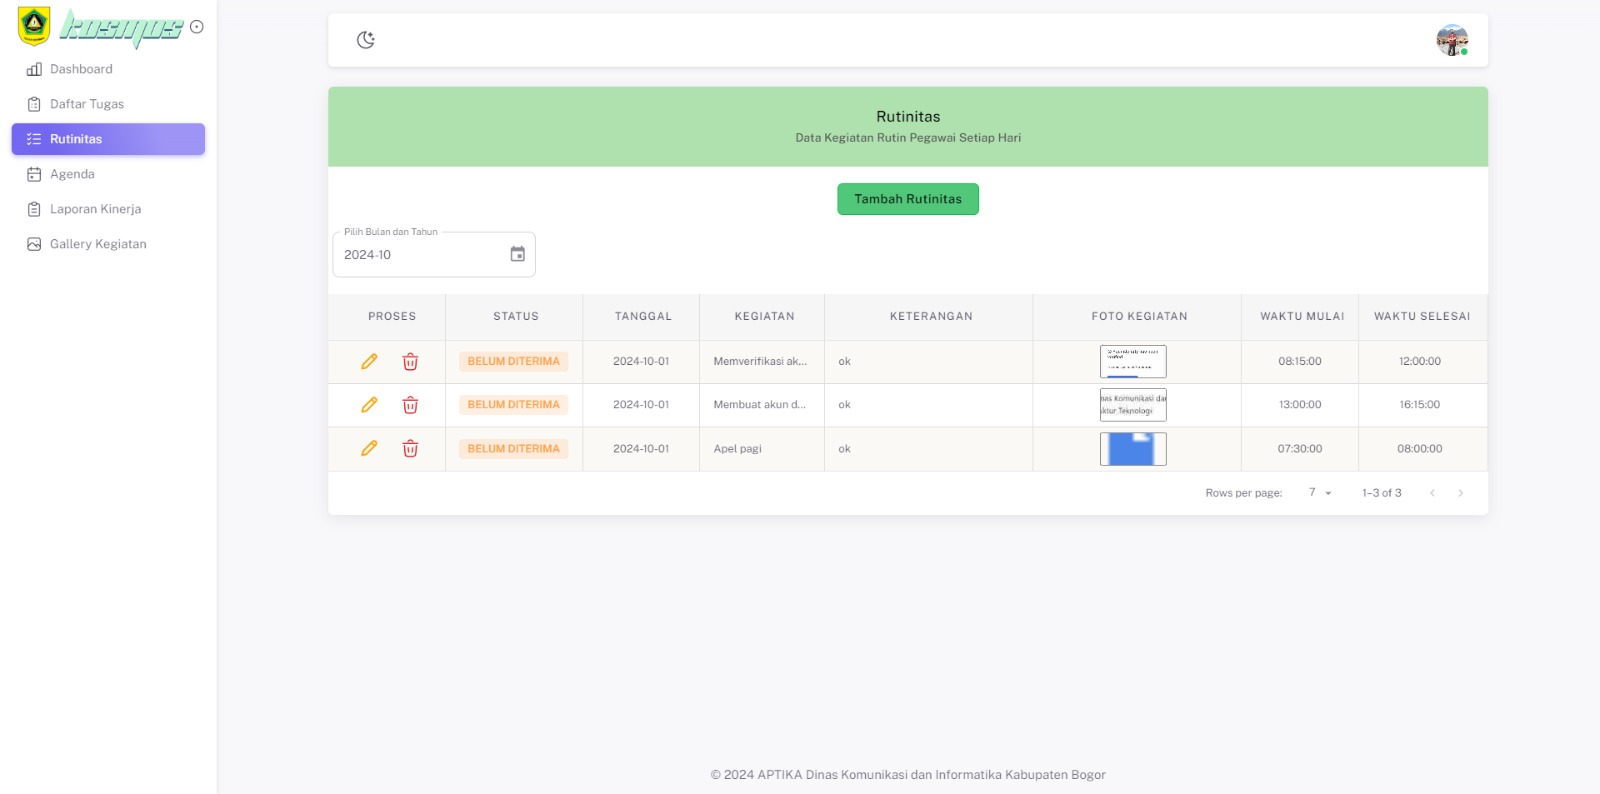 kosmos
Dashboard
Daftar Tugas
Rutinitas
Agenda
Laporan Kinerja
Gallery Kegiatan
Rutinitas
Data Kegiatan Rutin Pegawai Setiap Hari
Tambah Rutinitas
Pilih Bulan dan Tahun
2024-10
PROSES STATUS TANGGAL KEGIATAN KETERANGAN FOTO KEGIATAN WAKTU MULAI WAKTU SELESAI
BELUM DITERIMA 2024-10-01 Memverifikasi ak... ok 08:15:00 12:00:00
BELUM DITERIMA 2024-10-01 Membuat akun d... ok nas Komunikasi dan 13:00:00 16:15:00
uktur Teknologi
BELUM DITERIMA 2024-10-01 Apel pagi ok 07:30:00 08:00:00
Rows per page: 7 1–3 of 3
© 2024 APTIKA Dinas Komunikasi dan Informatika Kabupaten Bogor